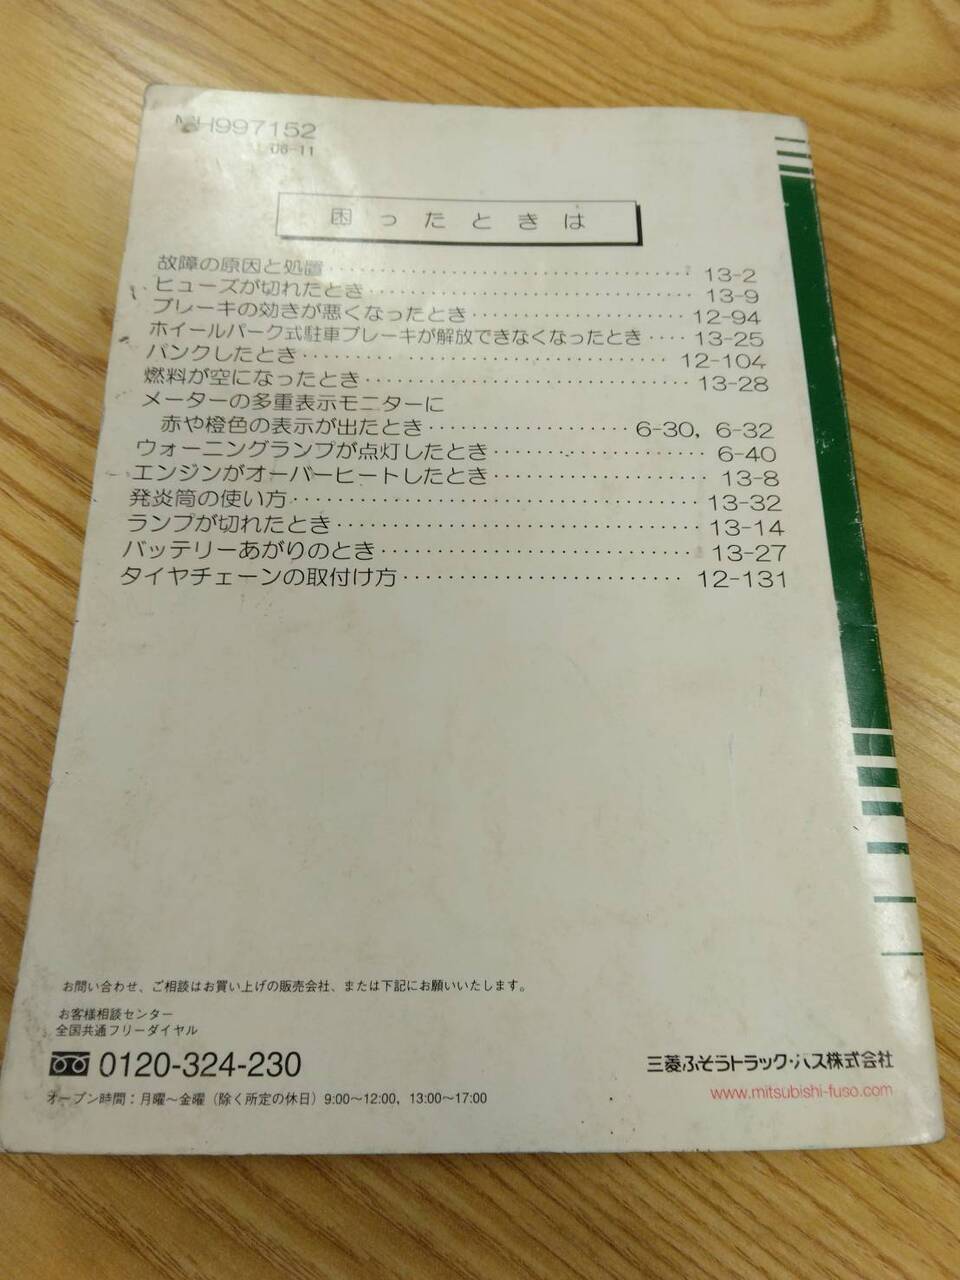 MH997152
06-11
困ったときは
故障の原因と処置 13-2
ヒューズが切れたとき 13-9
ブレーキの効きが悪くなったとき 12-94
ホイールパーク式駐車ブレーキが解放できなくなったとき 13-25
パンクしたとき 12-104
燃料が空になったとき 13-28
メーターの多重表示モニターに
赤や橙色の表示が出たとき 6-30, 6-32
ウォーニングランプが点灯したとき 6-40
エンジンがオーバーヒートしたとき 13-8
発炎筒の使い方 13-32
ランプが切れたとき 13-14
バッテリーあがりのとき 13-27
タイヤチェーンの取付け方 12-131
お問い合わせ、ご相談はお買い上げの販売会社、または下記にお願いいたします。
お客様相談センター
全国共通フリーダイヤル
0120-324-230
オープン時間：月曜～金曜（除く所定の休日）9:00～12:00, 13:00～17:00
三菱ふそうトラック・バス株式会社
www.mitsubishi-fuso.com